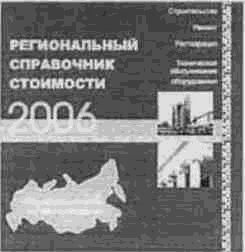 Строительство
Ремонт
Реставрация
Техническое
обслуживание
оборудования
РЕГИОНАЛЬНЫЙ
СПРАВОЧНИК
СТОИМОСТИ
2006